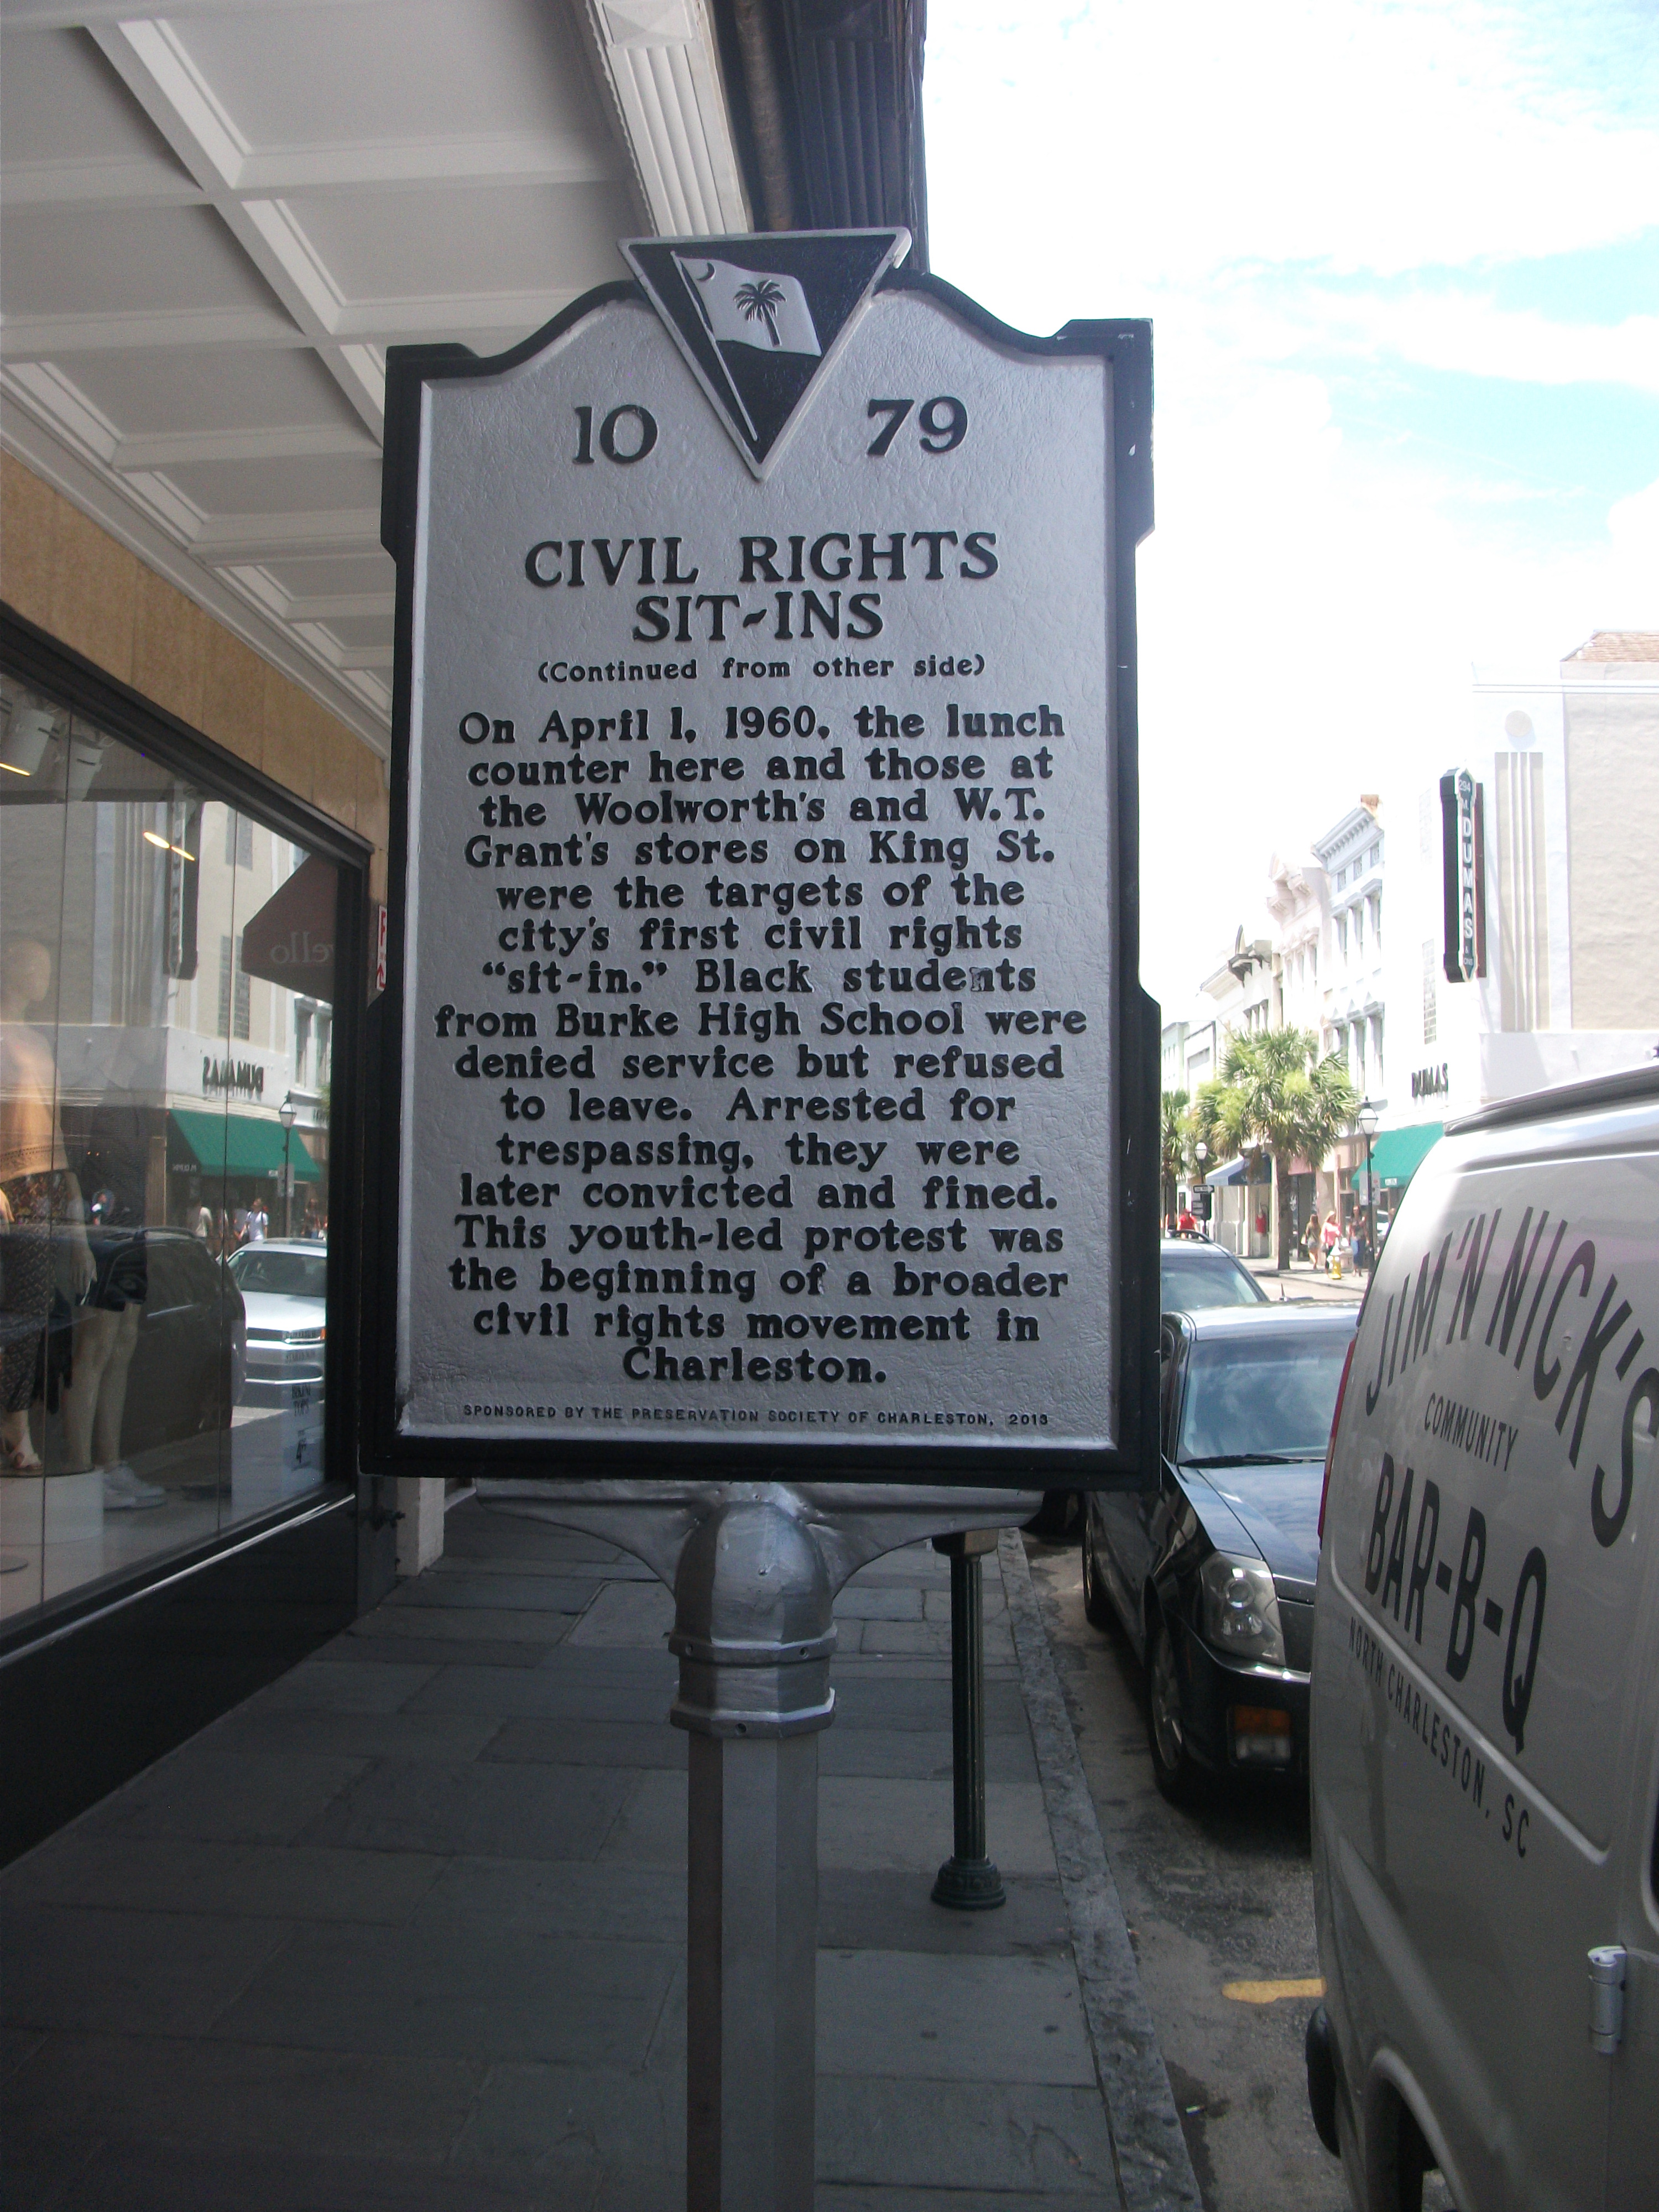 10 79
CIVIL RIGHTS
SIT-INS
(Continued from other side)
On April 1, 1960, the lunch
counter here and those at
the Woolworth's and W.T.
Grant's stores on King St.
were the targets of the
city's first civil rights
“sit-in.” Black students
from Burke High School were
denied service but refused
to leave. Arrested for
trespassing, they were
later convicted and fined.
This youth-led protest was
the beginning of a broader
civil rights movement in
Charleston.
SPONSORED BY THE PRESERVATION SOCIETY OF CHARLESTON, 2013
294
DUMAS
DUMAS
JIM 'N NICK'S
COMMUNITY
BAR-B-Q
NORTH CHARLESTON, SC